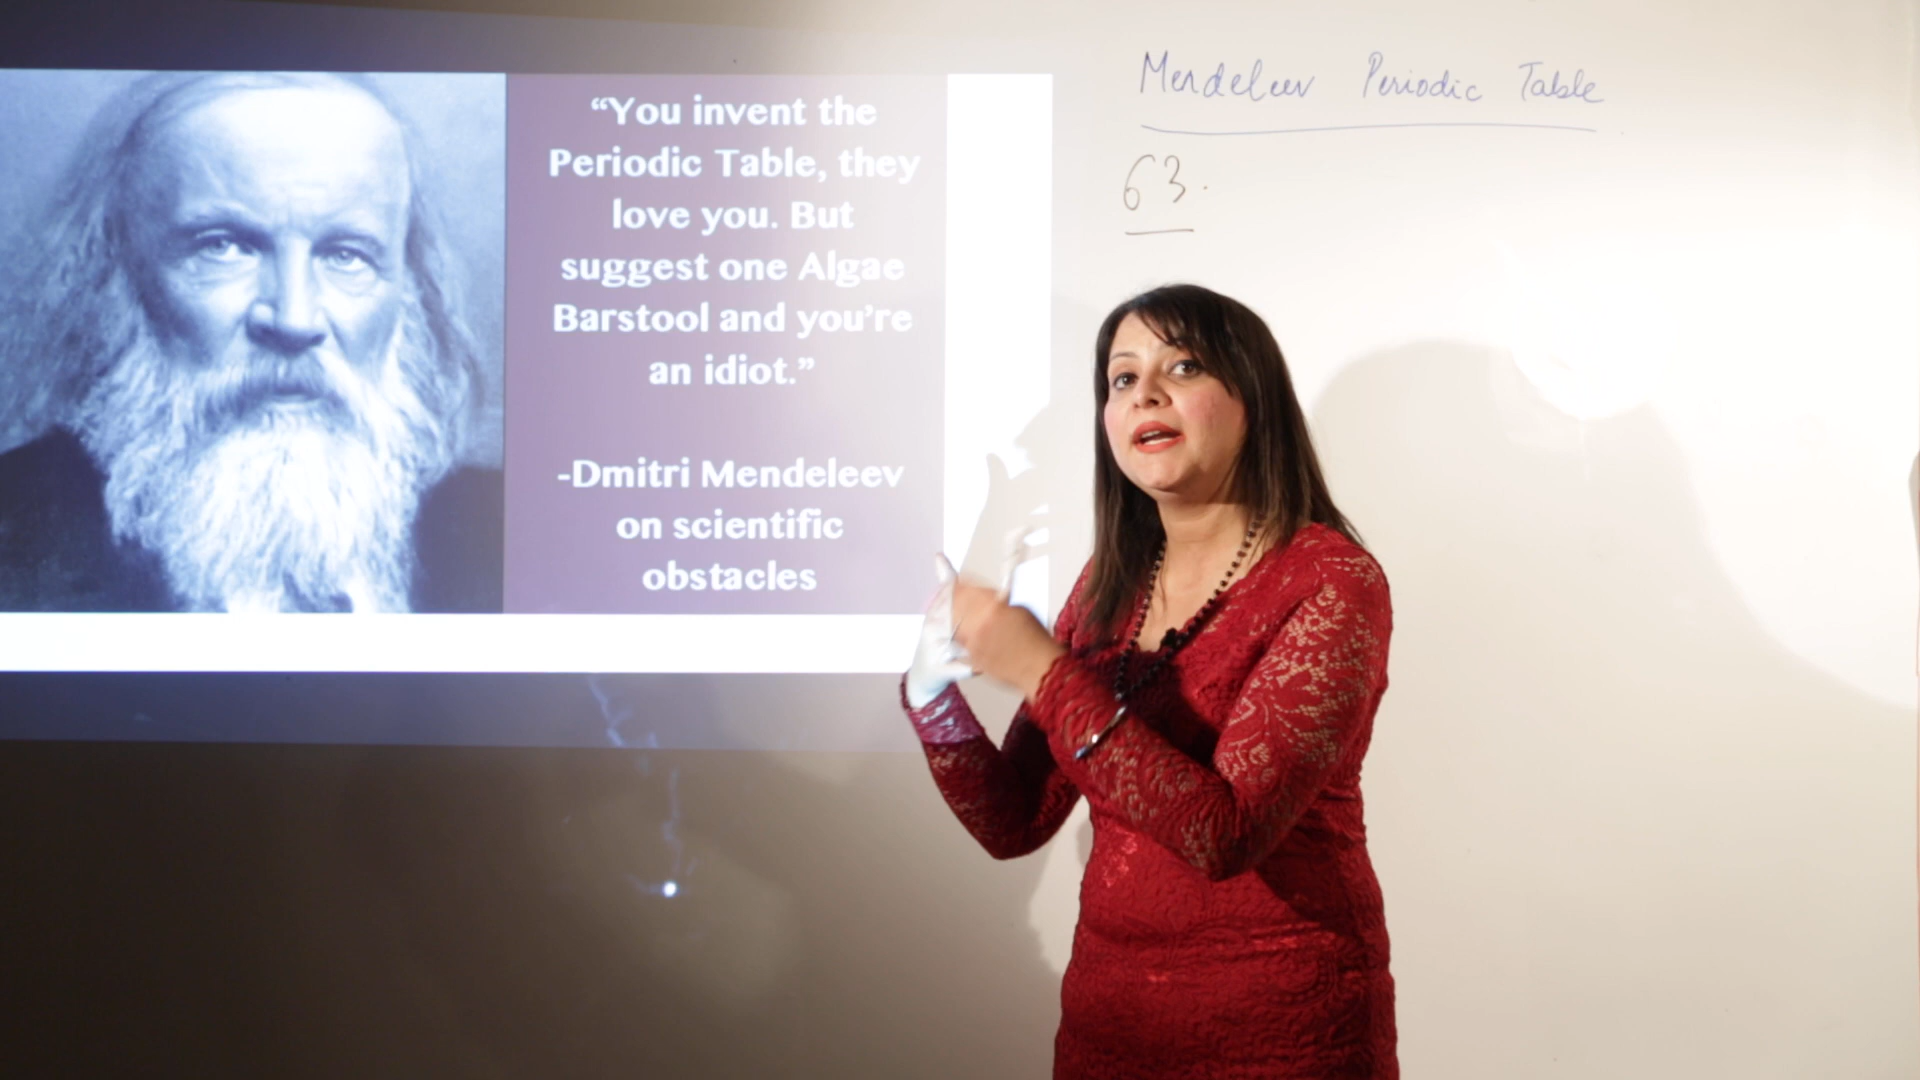 “You invent the
Periodic Table, they
love you. But
suggest one Algae
Barstool and you’re
an idiot.”
-Dmitri Mendeleev
on scientific
obstacles
Mendeleev Periodic Table
63.